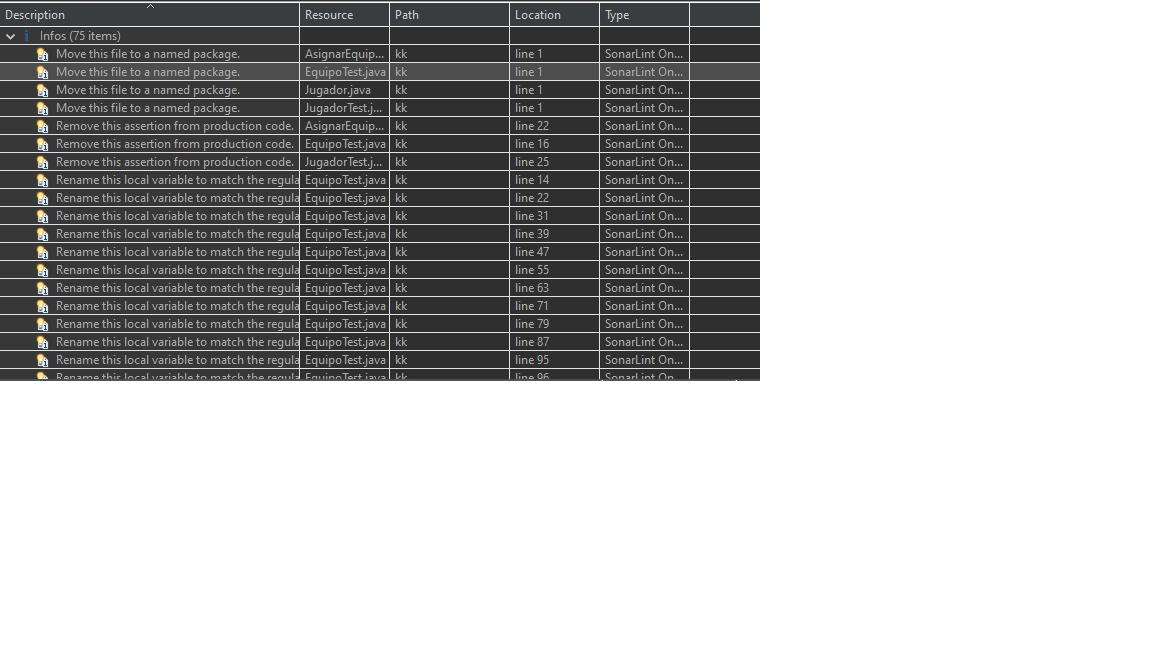 Description Resource Path Location Type
Infos (75 items)
Move this file to a named package. AsignarEquip... kk line 1 SonarLint On...
Move this file to a named package. EquipoTest.java kk line 1 SonarLint On...
Move this file to a named package. Jugador.java kk line 1 SonarLint On...
Move this file to a named package. JugadorTest.j... kk line 1 SonarLint On...
Remove this assertion from production code. AsignarEquip... kk line 22 SonarLint On...
Remove this assertion from production code. EquipoTest.java kk line 16 SonarLint On...
Remove this assertion from production code. JugadorTest.j... kk line 25 SonarLint On...
Rename this local variable to match the regula EquipoTest.java kk line 14 SonarLint On...
Rename this local variable to match the regula EquipoTest.java kk line 22 SonarLint On...
Rename this local variable to match the regula EquipoTest.java kk line 31 SonarLint On...
Rename this local variable to match the regula EquipoTest.java kk line 39 SonarLint On...
Rename this local variable to match the regula EquipoTest.java kk line 47 SonarLint On...
Rename this local variable to match the regula EquipoTest.java kk line 55 SonarLint On...
Rename this local variable to match the regula EquipoTest.java kk line 63 SonarLint On...
Rename this local variable to match the regula EquipoTest.java kk line 71 SonarLint On...
Rename this local variable to match the regula EquipoTest.java kk line 79 SonarLint On...
Rename this local variable to match the regula EquipoTest.java kk line 87 SonarLint On...
Rename this local variable to match the regula EquipoTest.java kk line 95 SonarLint On...
Rename this local variable to match the regula EquipoTest.java kk line 96 SonarLint On...